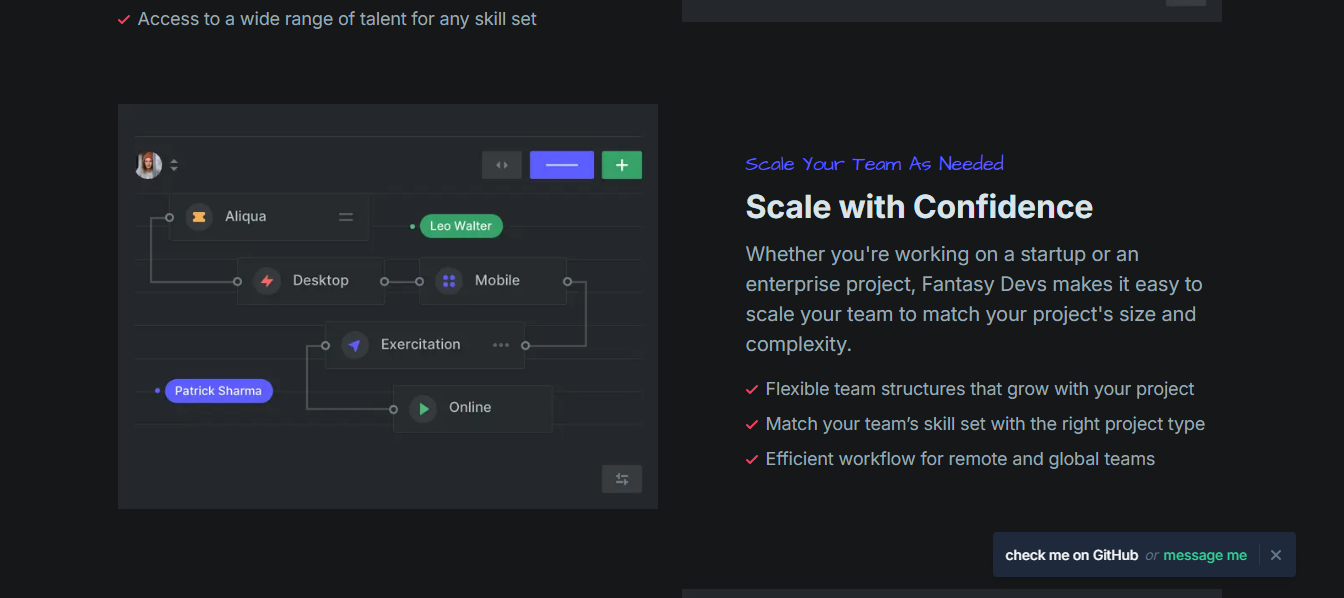 Access to a wide range of talent for any skill set
Aliqua
Leo Walter
Desktop
Mobile
Exercitation
Patrick Sharma
Online
Scale Your Team As Needed
Scale with Confidence
Whether you're working on a startup or an
enterprise project, Fantasy Devs makes it easy to
scale your team to match your project's size and
complexity.
Flexible team structures that grow with your project
Match your team’s skill set with the right project type
Efficient workflow for remote and global teams
check me on GitHub or message me